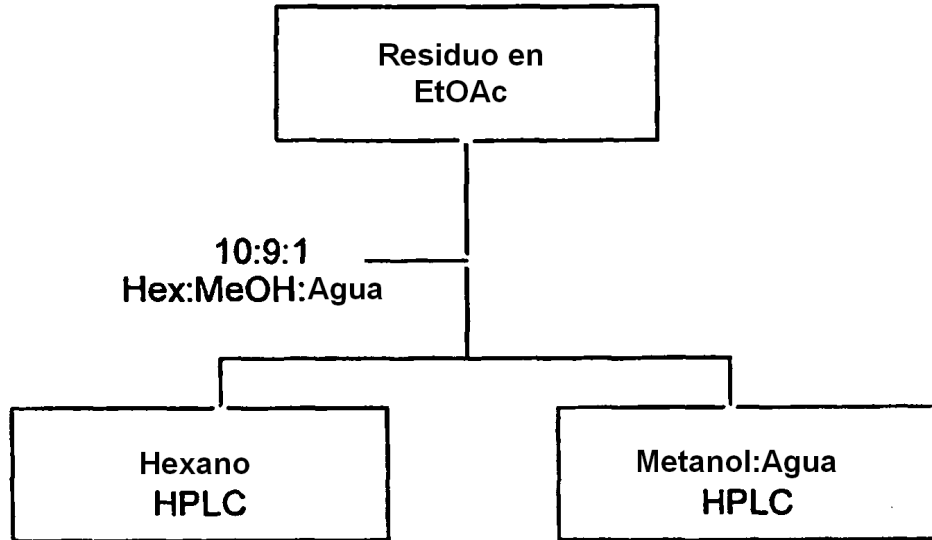 Residuo en
EtOAc
10:9:1
Hex:MeOH:Agua
Hexano
HPLC
Metanol:Agua
HPLC